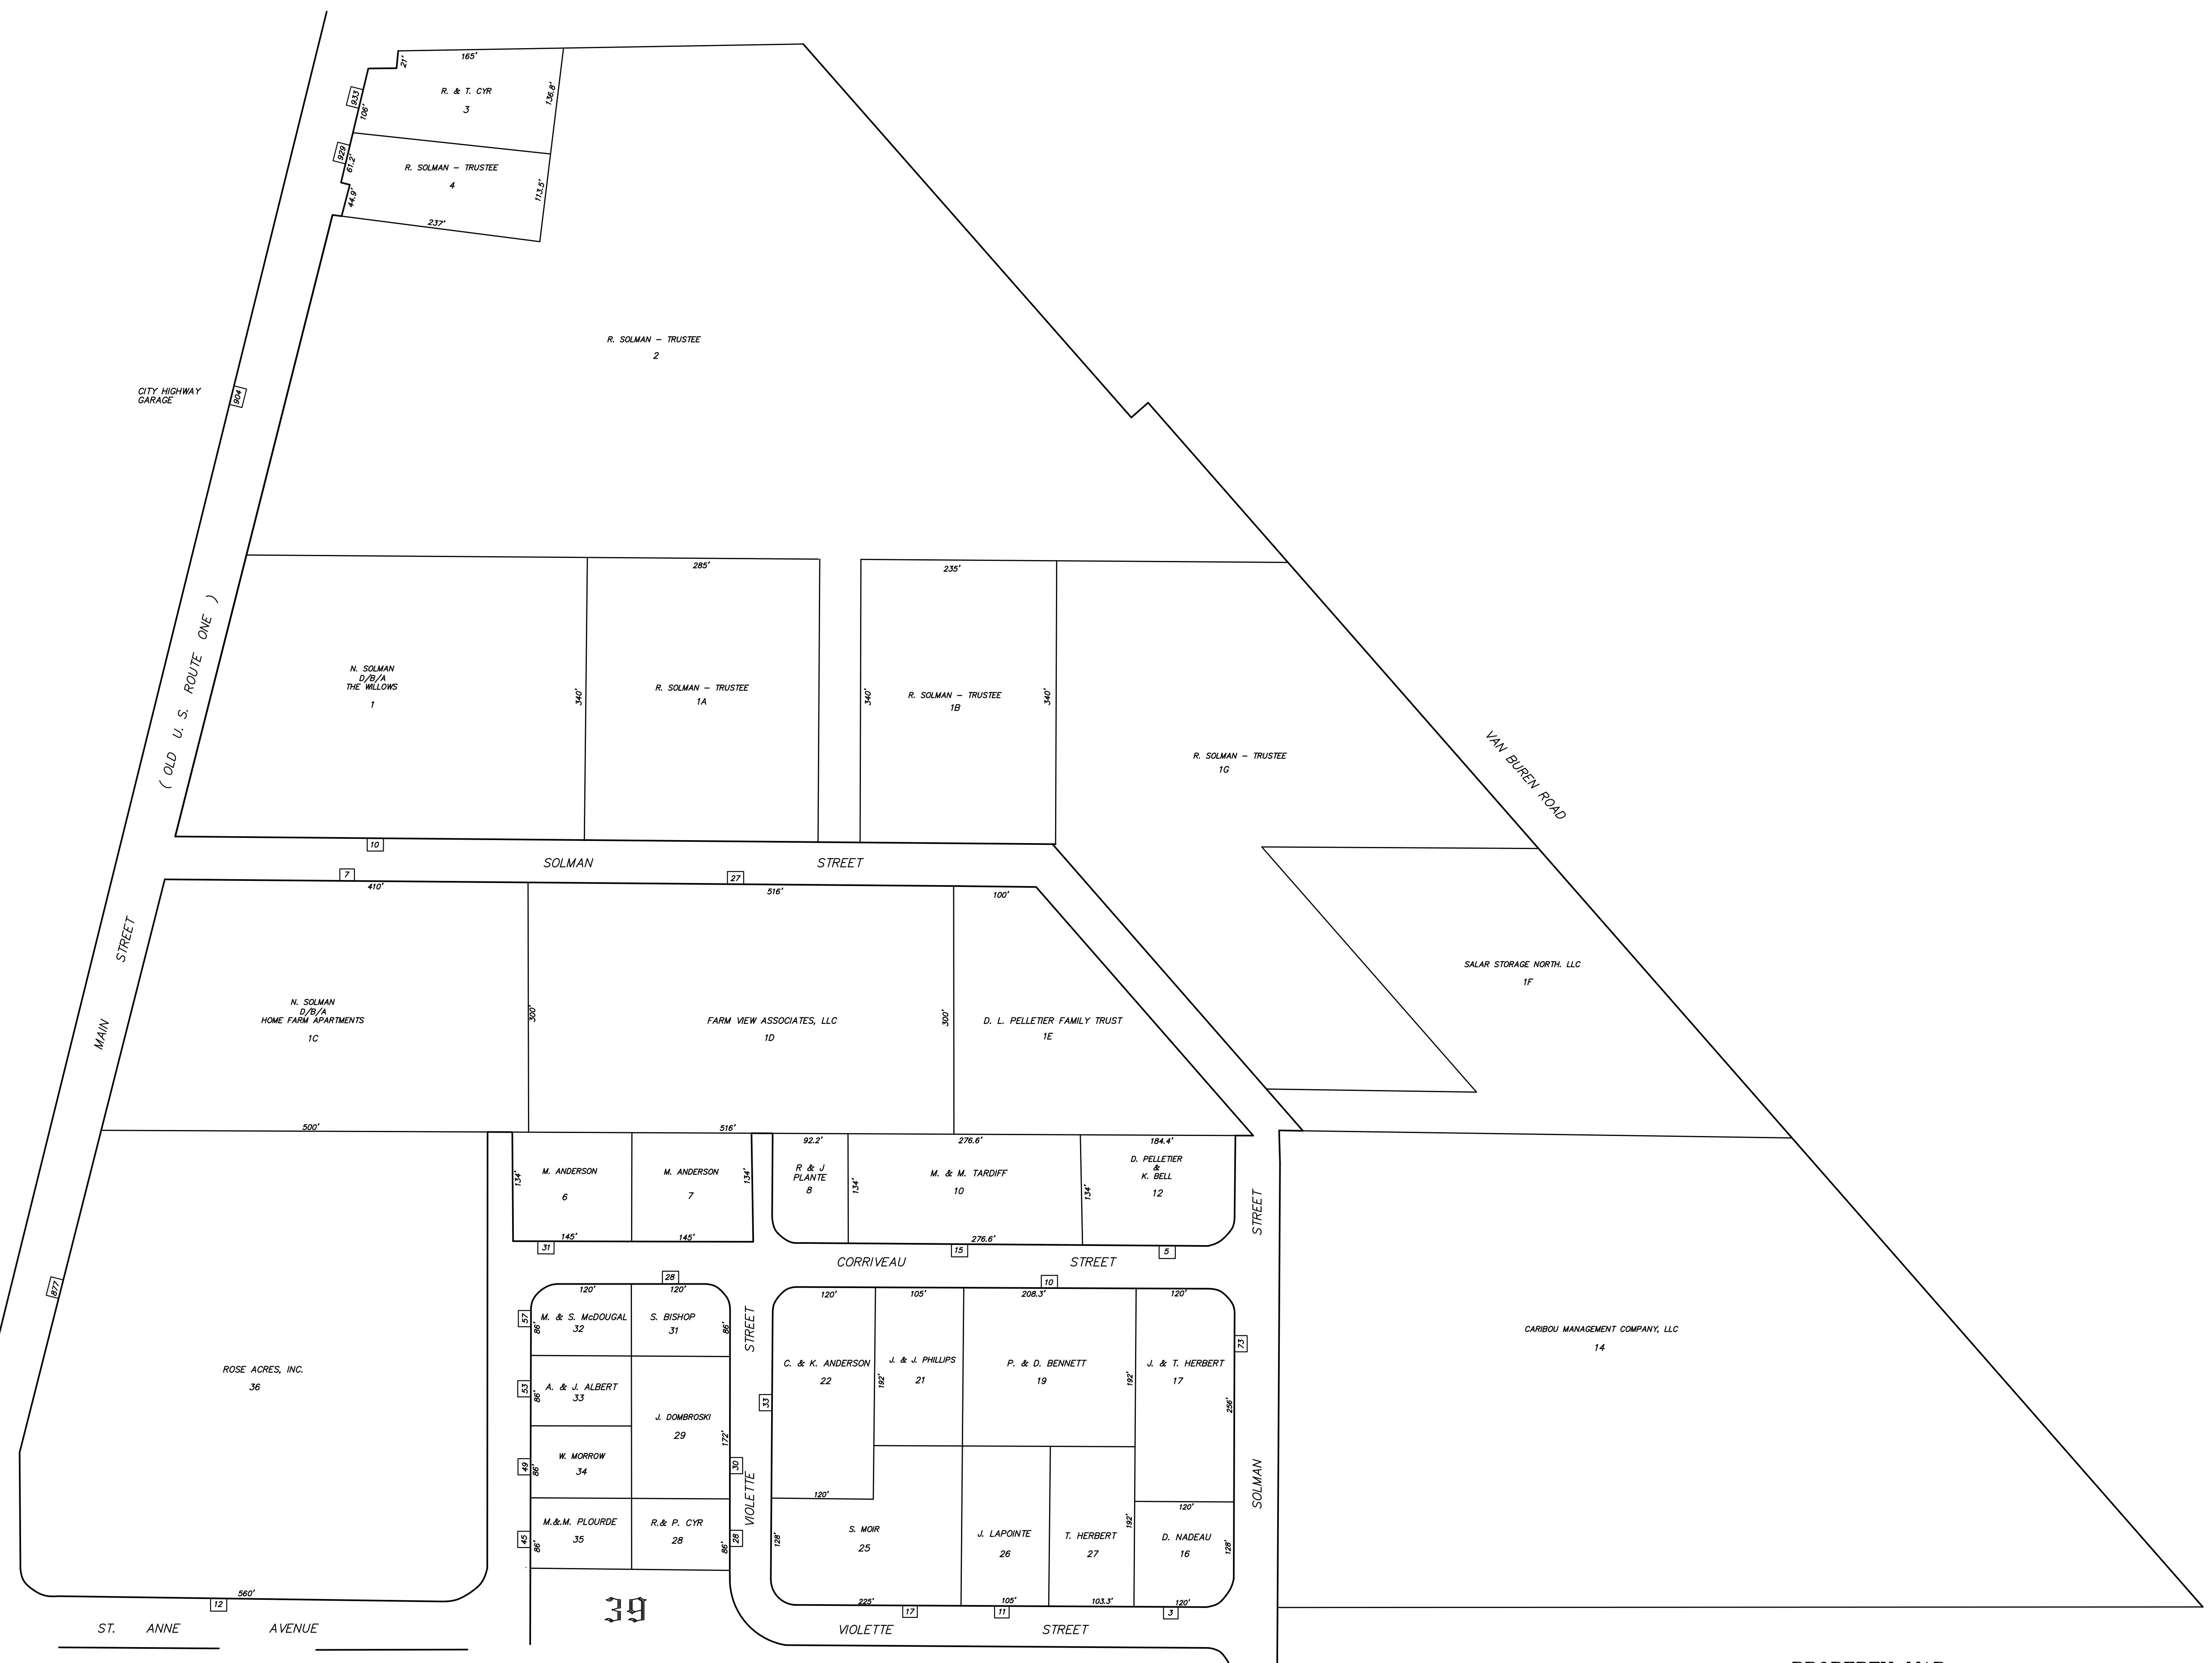 165'
21'
933
106'
R. & T. CYR
3
136.8'
929
61.2'
R. SOLMAN – TRUSTEE
4
113.5'
44.9'
237'
R. SOLMAN – TRUSTEE
2
CITY HIGHWAY
GARAGE
904
285'
235'
( OLD U. S. ROUTE ONE )
N. SOLMAN
D/B/A
THE WILLOWS
1
340'
R. SOLMAN – TRUSTEE
1A
340'
R. SOLMAN – TRUSTEE
1B
340'
R. SOLMAN – TRUSTEE
1G
VAN BUREN ROAD
10
SOLMAN STREET
7
27
410'
516'
100'
MAIN STREET
N. SOLMAN
D/B/A
HOME FARM APARTMENTS
1C
300'
FARM VIEW ASSOCIATES, LLC
1D
300'
D. L. PELLETIER FAMILY TRUST
1E
SALAR STORAGE NORTH. LLC
1F
500'
516'
92.2'
276.6'
184.4'
134'
M. ANDERSON
6
M. ANDERSON
7
134'
R & J
PLANTE
8
134'
M. & M. TARDIFF
10
134'
D. PELLETIER
&
K. BELL
12
145'
145'
276.6'
31
15
5
CORRIVEAU STREET
877
28
10
120'
120'
120'
105'
208.3'
120'
57
86'
M. & S. McDOUGAL
32
S. BISHOP
31
86'
STREET
73
CARIBOU MANAGEMENT COMPANY, LLC
14
ROSE ACRES, INC.
36
53
86'
A. & J. ALBERT
33
J. DOMBROSKI
29
172'
33
C. & K. ANDERSON
22
192'
J. & J. PHILLIPS
21
P. & D. BENNETT
19
192'
J. & T. HERBERT
17
256'
49
86'
W. MORROW
34
30
VIOLETTE
120'
120'
SOLMAN STREET
45
86'
M.&M. PLOURDE
35
R.& P. CYR
28
86'
28
128'
S. MOIR
25
J. LAPOINTE
26
T. HERBERT
27
192'
D. NADEAU
16
128'
560'
12
39
225'
105'
103.3'
120'
17
11
3
ST. ANNE AVENUE
VIOLETTE STREET